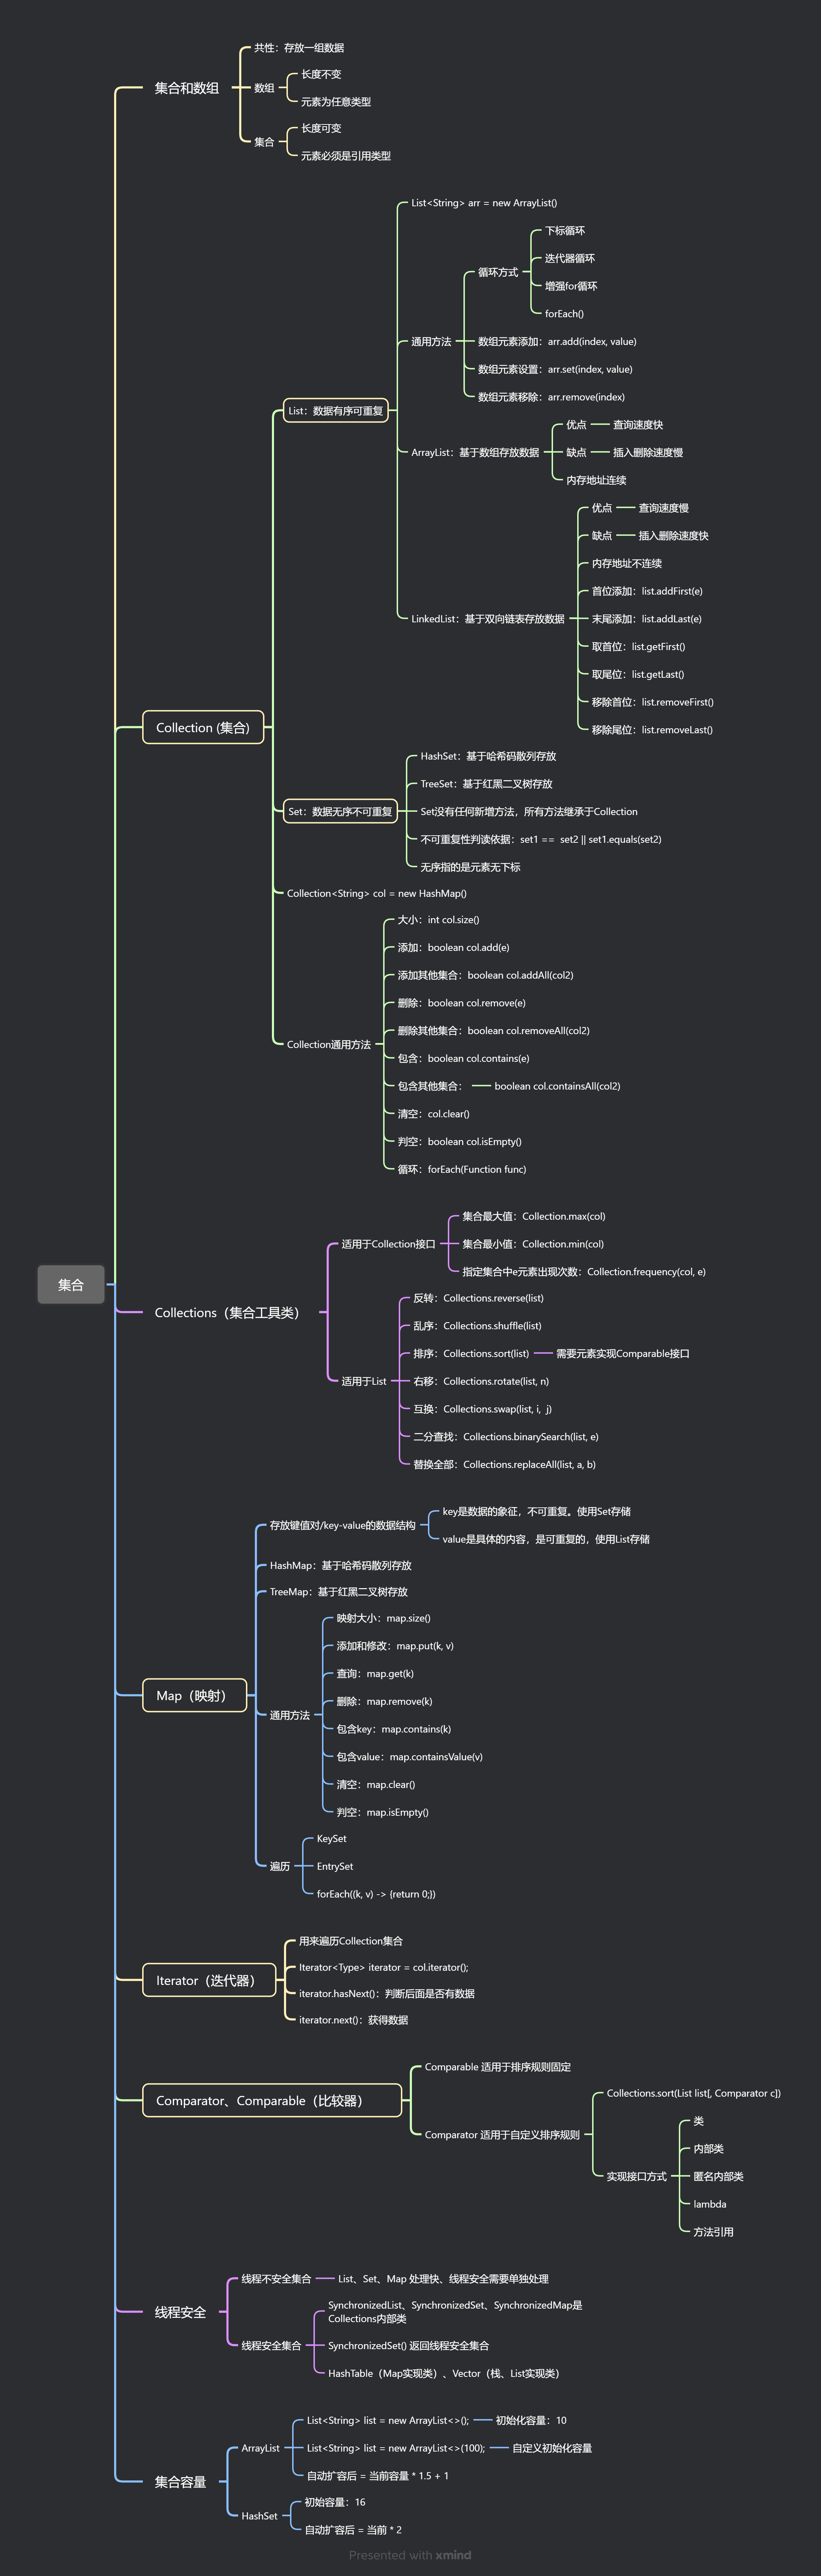 集合
集合和数组
共性：存放一组数据
数组
长度不变
元素为任意类型
集合
长度可变
元素必须是引用类型
Collection (集合)
List：数据有序可重复
List<String> arr = new ArrayList()
通用方法
循环方式
下标循环
迭代器循环
增强for循环
forEach()
数组元素添加：arr.add(index, value)
数组元素设置：arr.set(index, value)
数组元素移除：arr.remove(index)
ArrayList：基于数组存放数据
优点
查询速度快
缺点
插入删除速度慢
内存地址连续
LinkedList：基于双向链表存放数据
优点
查询速度慢
缺点
插入删除速度快
内存地址不连续
首位添加：list.addFirst(e)
末尾添加：list.addLast(e)
取首位：list.getFirst()
取尾位：list.getLast()
移除首位：list.removeFirst()
移除尾位：list.removeLast()
Set：数据无序不可重复
HashSet：基于哈希码散列存放
TreeSet：基于红黑二叉树存放
Set没有任何新增方法，所有方法继承于Collection
不可重复性判读依据：set1 == set2 || set1.equals(set2)
无序指的是元素无下标
Collection<String> col = new HashMap()
Collection通用方法
大小：int col.size()
添加：boolean col.add(e)
添加其他集合：boolean col.addAll(col2)
删除：boolean col.remove(e)
删除其他集合：boolean col.removeAll(col2)
包含：boolean col.contains(e)
包含其他集合：
boolean col.containsAll(col2)
清空：col.clear()
判空：boolean col.isEmpty()
循环：forEach(Function func)
Collections（集合工具类）
适用于Collection接口
集合最大值：Collection.max(col)
集合最小值：Collection.min(col)
指定集合中e元素出现次数：Collection.frequency(col, e)
适用于List
反转：Collections.reverse(list)
乱序：Collections.shuffle(list)
排序：Collections.sort(list)
需要元素实现Comparable接口
右移：Collections.rotate(list, n)
互换：Collections.swap(list, i, j)
二分查找：Collections.binarySearch(list, e)
替换全部：Collections.replaceAll(list, a, b)
Map（映射）
存放键值对/key-value的数据结构
key是数据的象征，不可重复。使用Set存储
value是具体的内容，是可重复的，使用List存储
HashMap：基于哈希码散列存放
TreeMap：基于红黑二叉树存放
通用方法
映射大小：map.size()
添加和修改：map.put(k, v)
查询：map.get(k)
删除：map.remove(k)
包含key：map.contains(k)
包含value：map.containsValue(v)
清空：map.clear()
判空：map.isEmpty()
遍历
KeySet
EntrySet
forEach((k, v) -> {return 0;})
Iterator（迭代器）
用来遍历Collection集合
Iterator<Type> iterator = col.iterator();
iterator.hasNext()：判断后面是否有数据
iterator.next()：获得数据
Comparator、Comparable（比较器）
Comparable 适用于排序规则固定
Comparator 适用于自定义排序规则
Collections.sort(List list[, Comparator c])
实现接口方式
类
内部类
匿名内部类
lambda
方法引用
线程安全
线程不安全集合
List、Set、Map 处理快、线程安全需要单独处理
线程安全集合
SynchronizedList、SynchronizedSet、SynchronizedMap是
Collections内部类
SynchronizedSet() 返回线程安全集合
HashTable（Map实现类）、Vector（栈、List实现类）
集合容量
ArrayList
List<String> list = new ArrayList<>();
初始化容量：10
List<String> list = new ArrayList<>(100);
自定义初始化容量
自动扩容后 = 当前容量 * 1.5 + 1
HashSet
初始容量：16
自动扩容后 = 当前 * 2
Presented with xmind